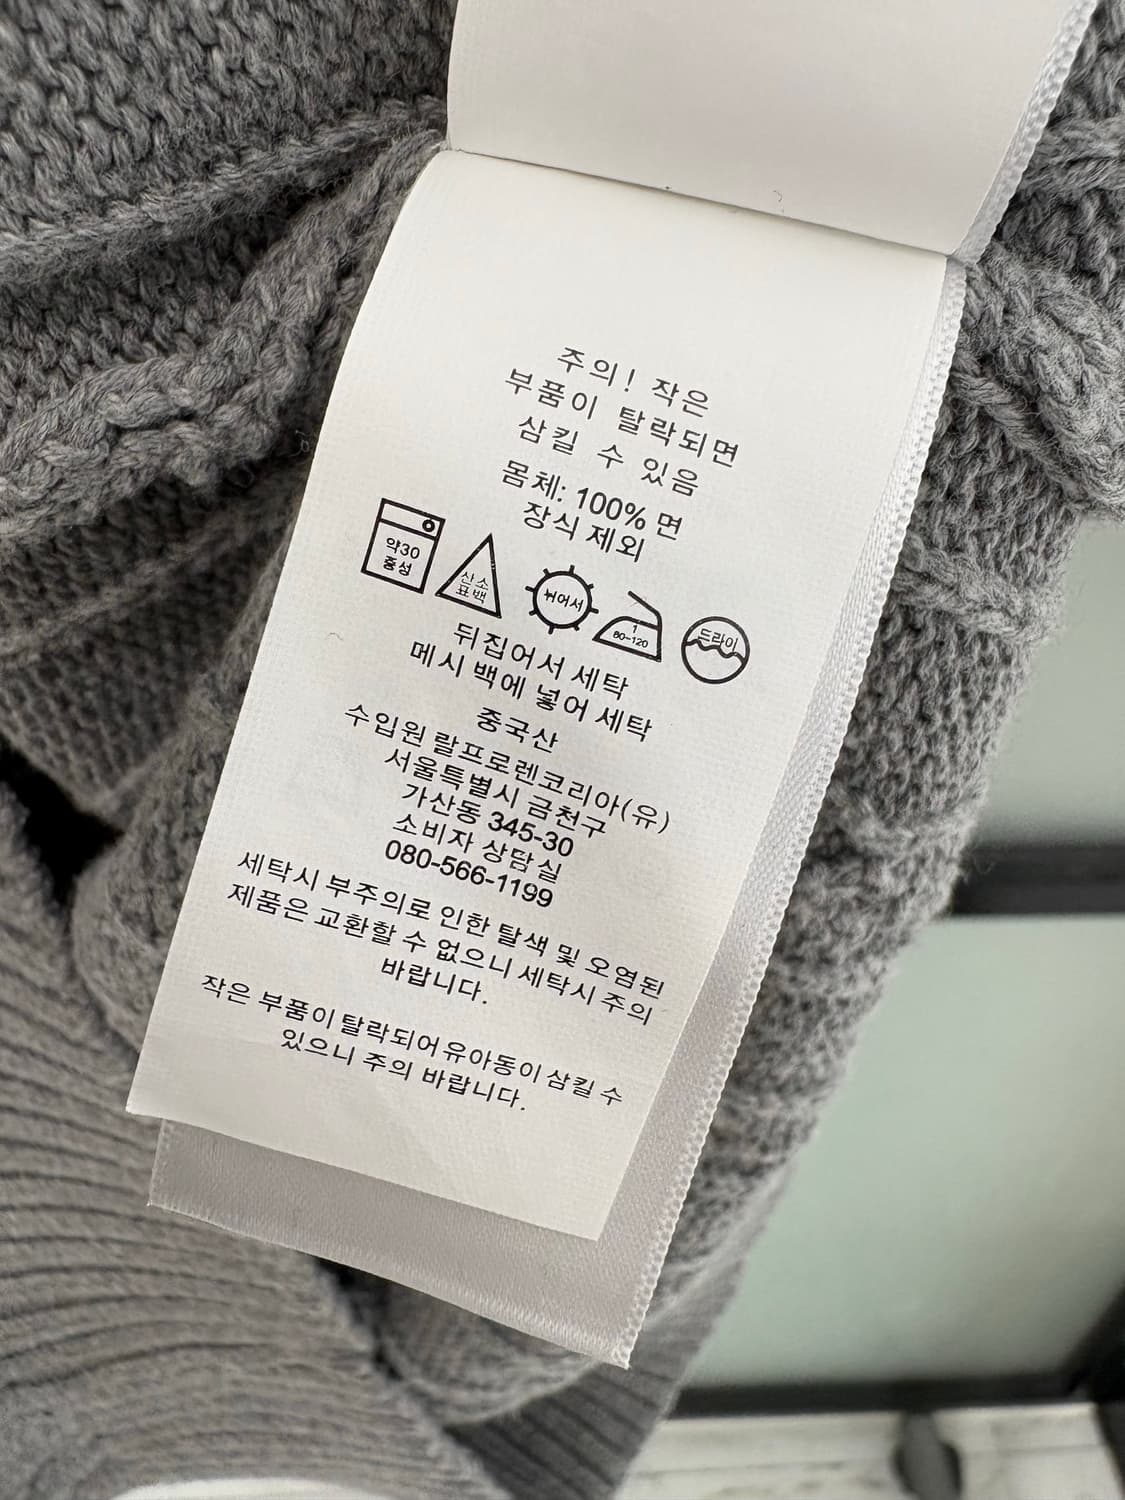 주의! 작은
부품이 탈락되면
삼킬 수 있음
몸체: 100% 면
장식 제외
약30
중성
산소
표백
뉘어서
1
80-120
드라이
뒤집어서 세탁
메시 백에 넣어 세탁
중국산
수입원 랄프로렌코리아(유)
서울특별시 금천구
가산동 345-30
소비자 상담실
080-566-1199
세탁시 부주의로 인한 탈색 및 오염된
제품은 교환할 수 없으니 세탁시 주의
바랍니다.
작은 부품이 탈락되어 유아동이 삼킬 수
있으니 주의 바랍니다.